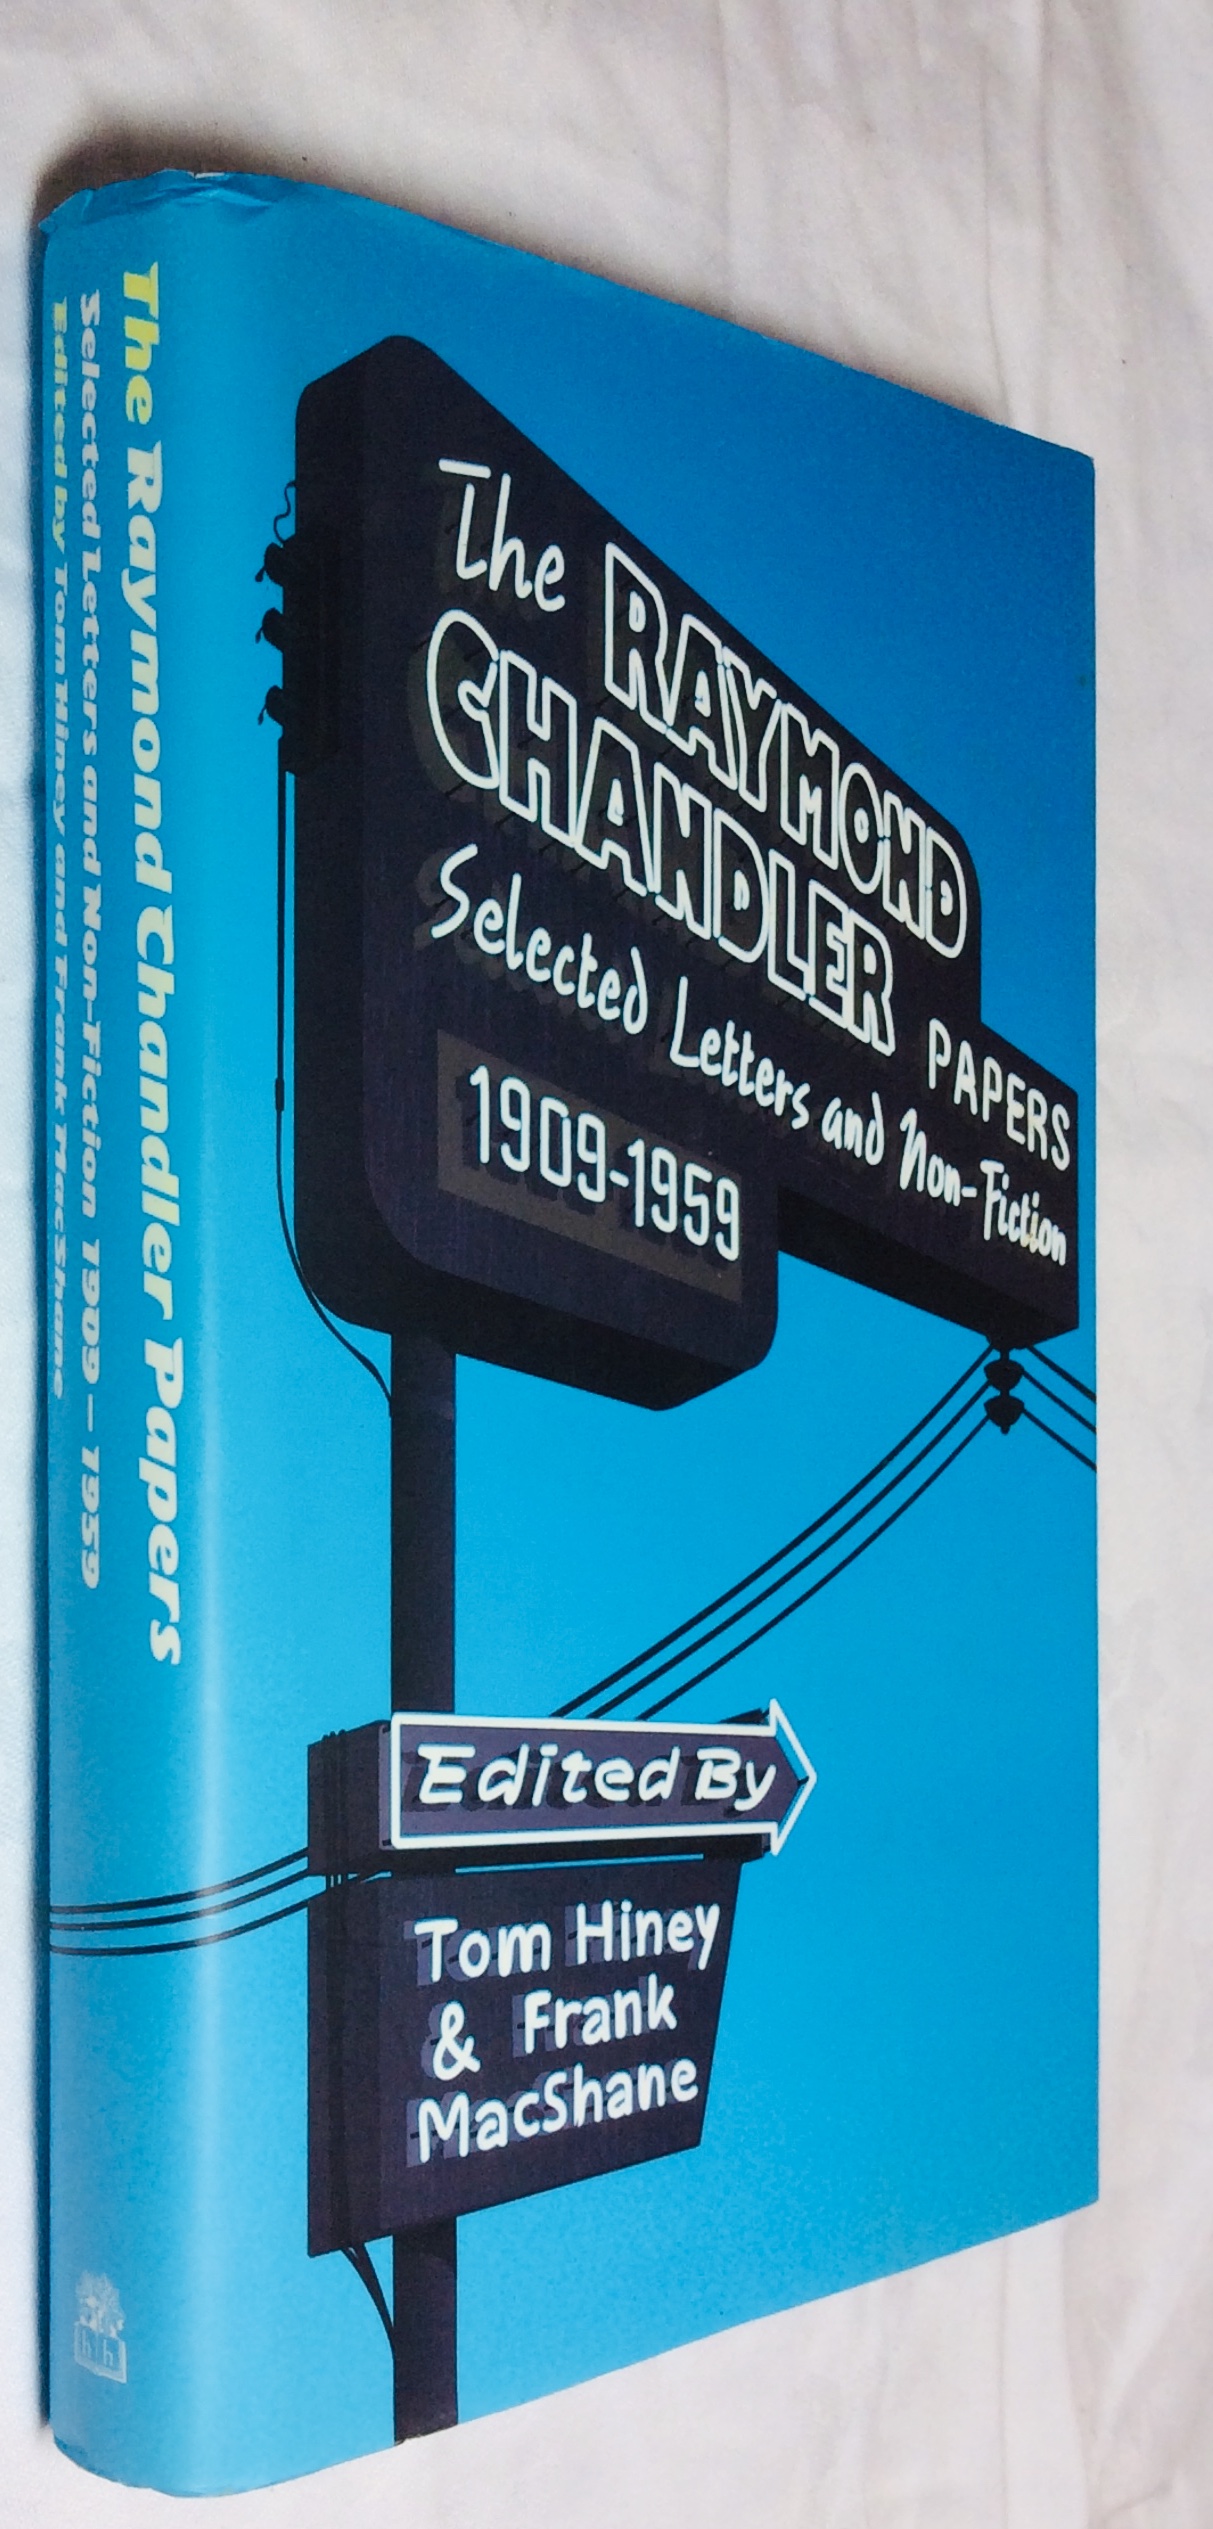 The Raymond Chandler Papers
Selected Letters and Non-Fiction 1909 – 1959
Edited by Tom Hiney and Frank MacShane
The RAYMOND
CHANDLER PAPERS
Selected Letters and Non-Fiction
1909-1959
Edited By
Tom Hiney
& Frank
MacShane